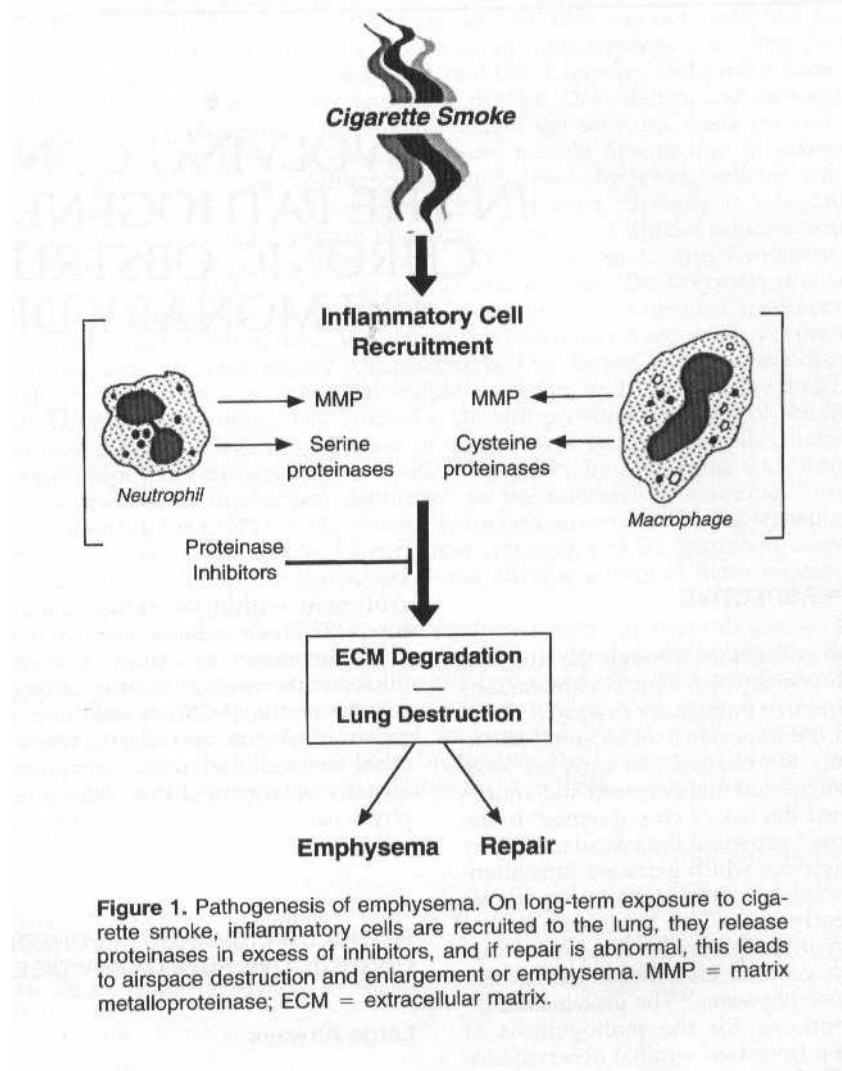 Cigarette Smoke
Inflammatory Cell
Recruitment
MMP
MMP
Serine
proteinases
Cysteine
proteinases
Neutrophil
Macrophage
Proteinase
Inhibitors
ECM Degradation
Lung Destruction
Emphysema
Repair
Figure 1. Pathogenesis of emphysema. On long-term exposure to ciga-
rette smoke, inflammatory cells are recruited to the lung, they release
proteinases in excess of inhibitors, and if repair is abnormal, this leads
to airspace destruction and enlargement or emphysema. MMP = matrix
metalloproteinase; ECM = extracellular matrix.